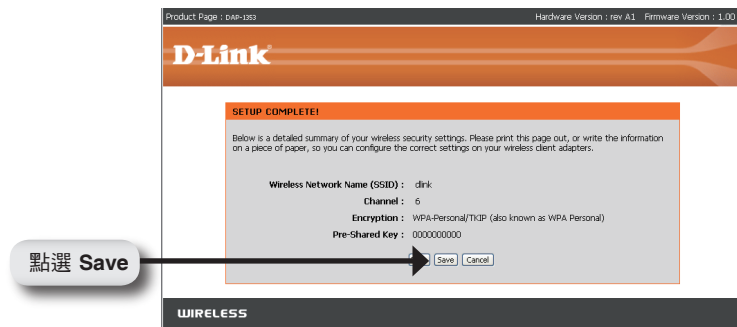 Product Page : DAP-1353 Hardware Version : rev A1 Firmware Version : 1.00
D-Link
SETUP COMPLETE!
Below is a detailed summary of your wireless security settings. Please print this page out, or write the information
on a piece of paper, so you can configure the correct settings on your wireless client adapters.
Wireless Network Name (SSID) : dlink
Channel : 6
Encryption : WPA-Personal/TKIP (also known as WPA Personal)
Pre-Shared Key : 0000000000
點選 Save
Save Cancel
WIRELESS